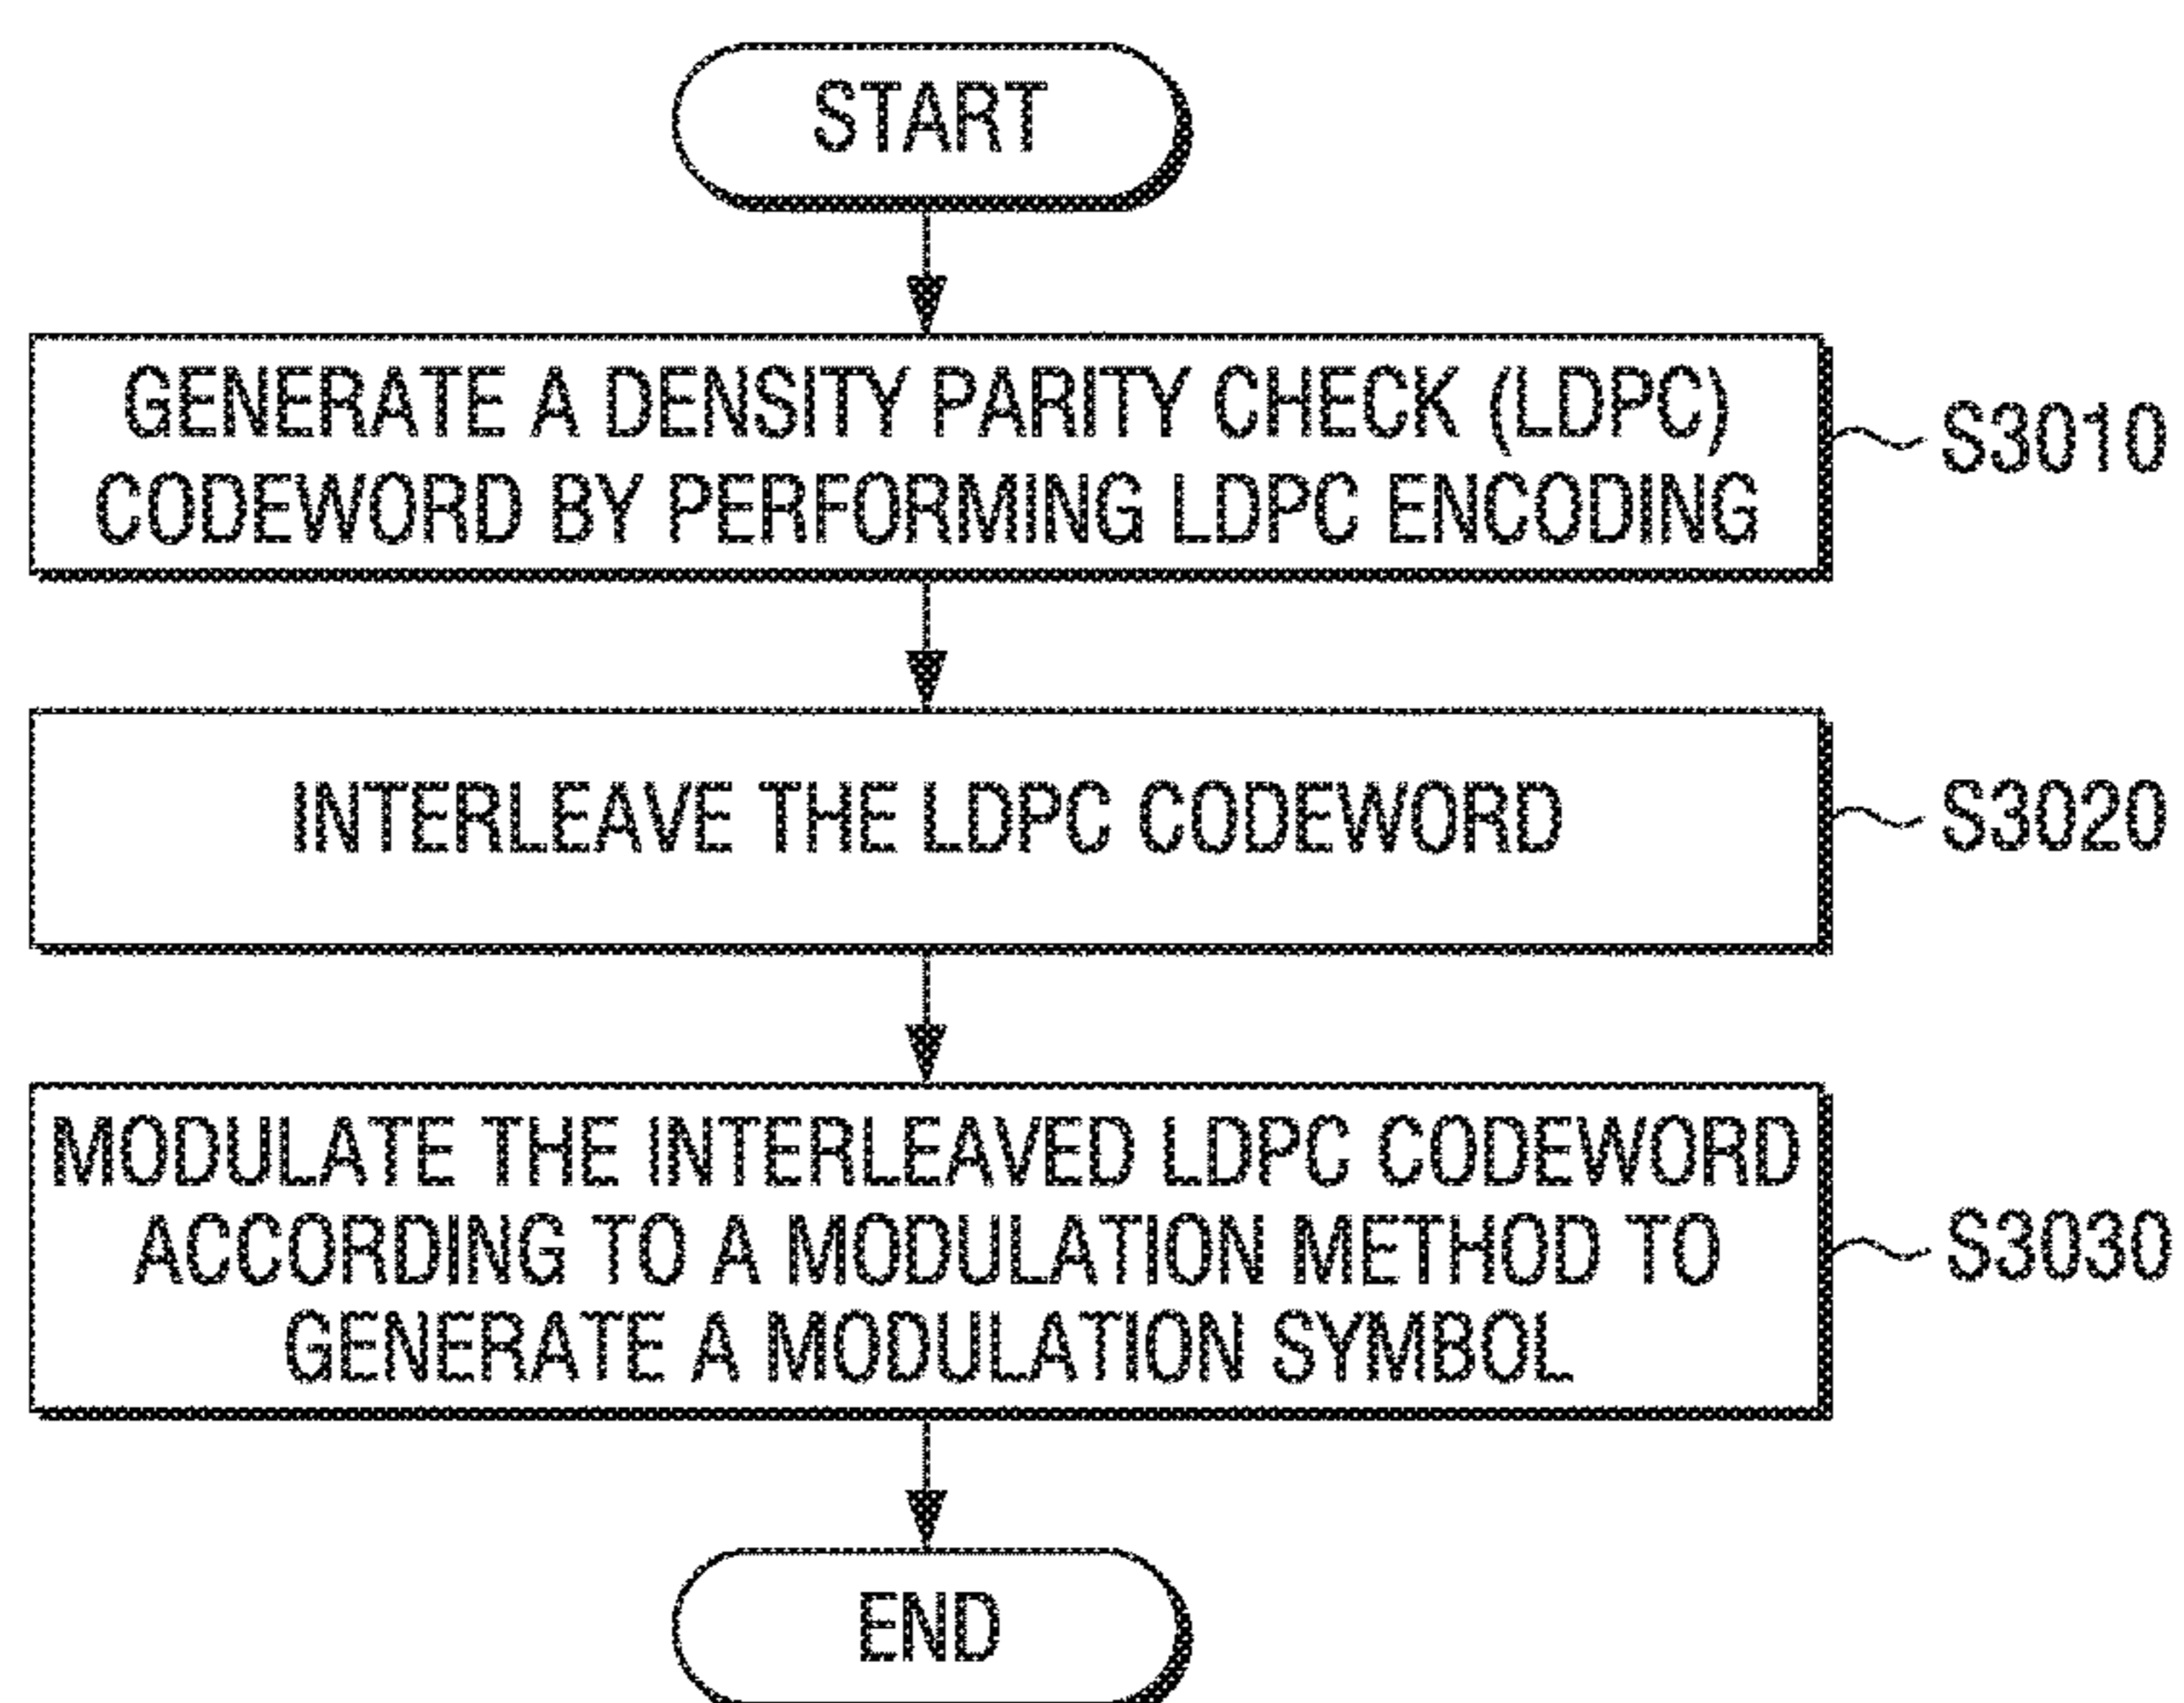 START
GENERATE A DENSITY PARITY CHECK (LDPC)
CODEWORD BY PERFORMING LDPC ENCODING
S3010
INTERLEAVE THE LDPC CODEWORD
S3020
MODULATE THE INTERLEAVED LDPC CODEWORD
ACCORDING TO A MODULATION METHOD TO
GENERATE A MODULATION SYMBOL
S3030
END